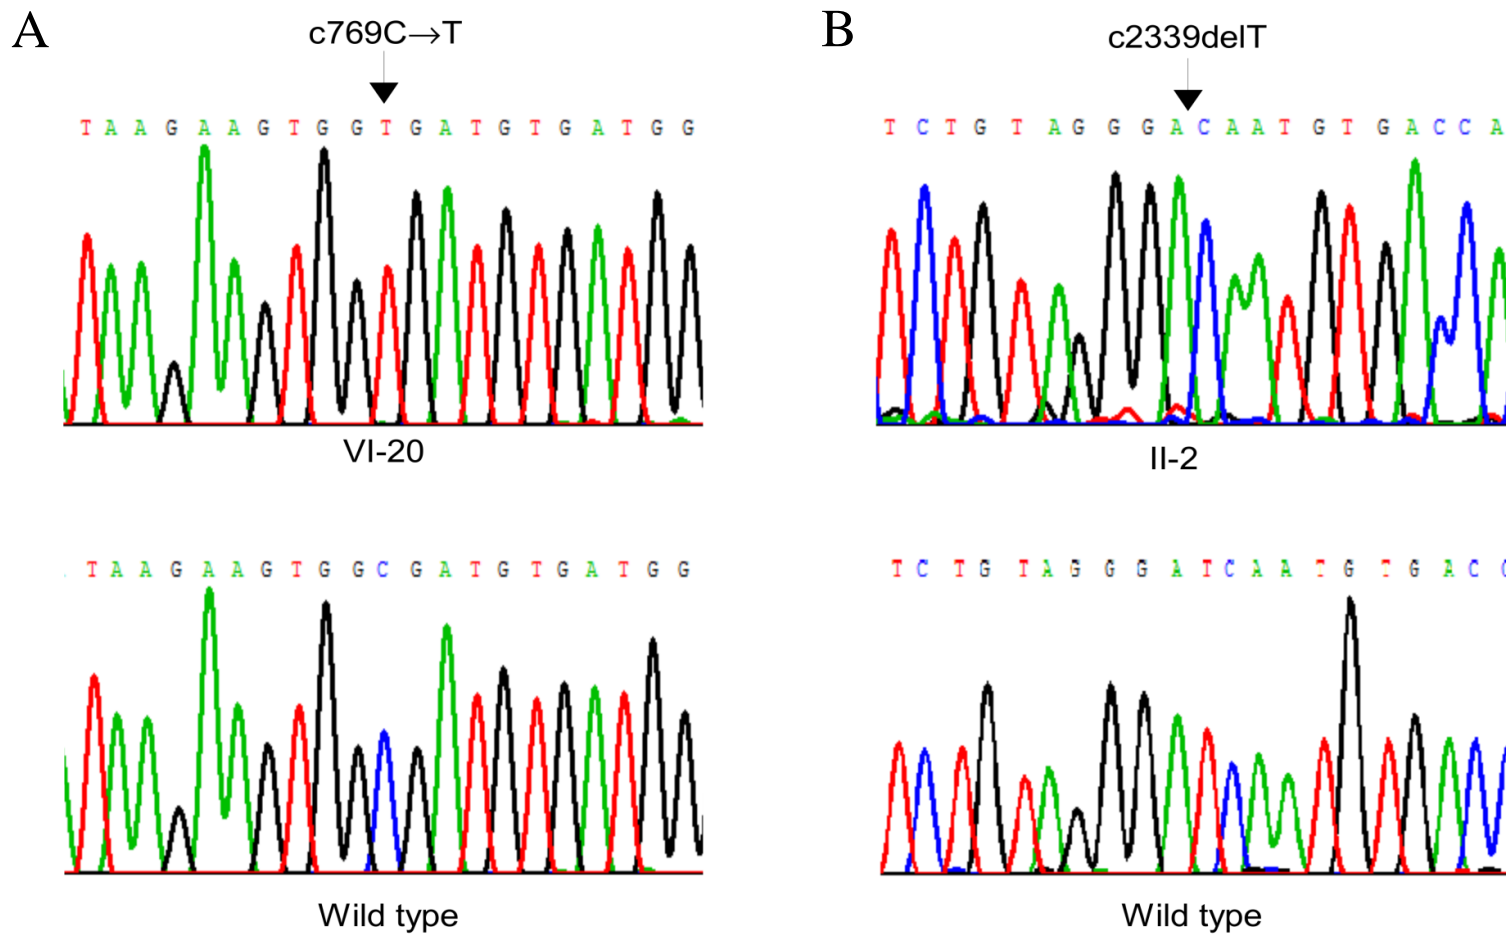 A
c769C→T
T A A G A A G T G G T G A T G T G A T G G
VI-20
T A A G A A G T G G C G A T G T G A T G G
Wild type
B
c2339delT
T C T G T A G G G A C A A T G T G A C C A
II-2
T C T G T A G G G A T C A A T G T G A C C
Wild type